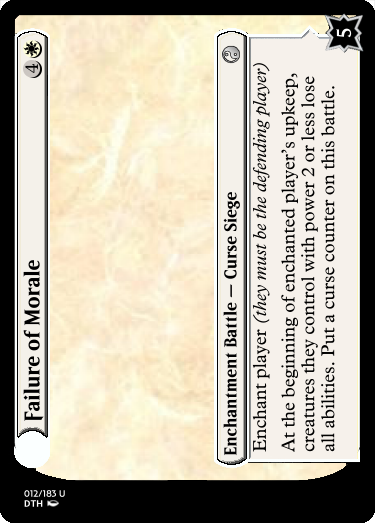 Failure of Morale 4
Enchantment Battle — Curse Siege
Enchant player (they must be the defending player)
At the beginning of enchanted player's upkeep,
creatures they control with power 2 or less lose
all abilities. Put a curse counter on this battle.
5
012/183 U
DTH